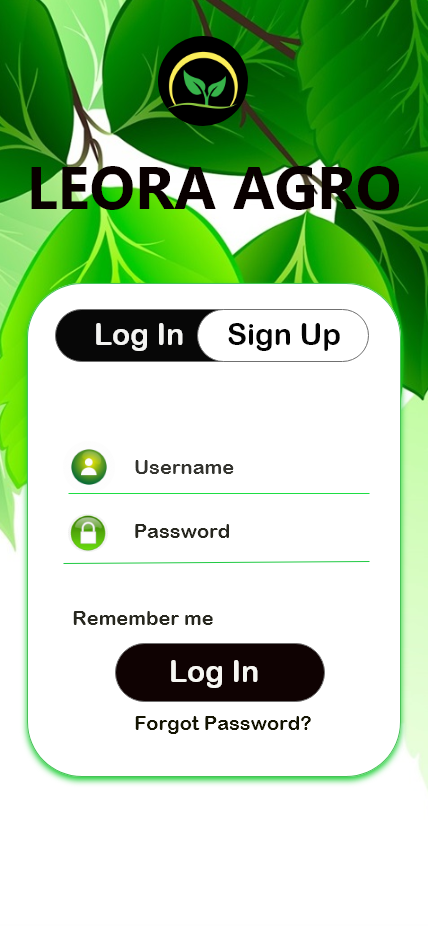 LEORA AGRO
Log In Sign Up
Username
Password
Remember me
Log In
Forgot Password?